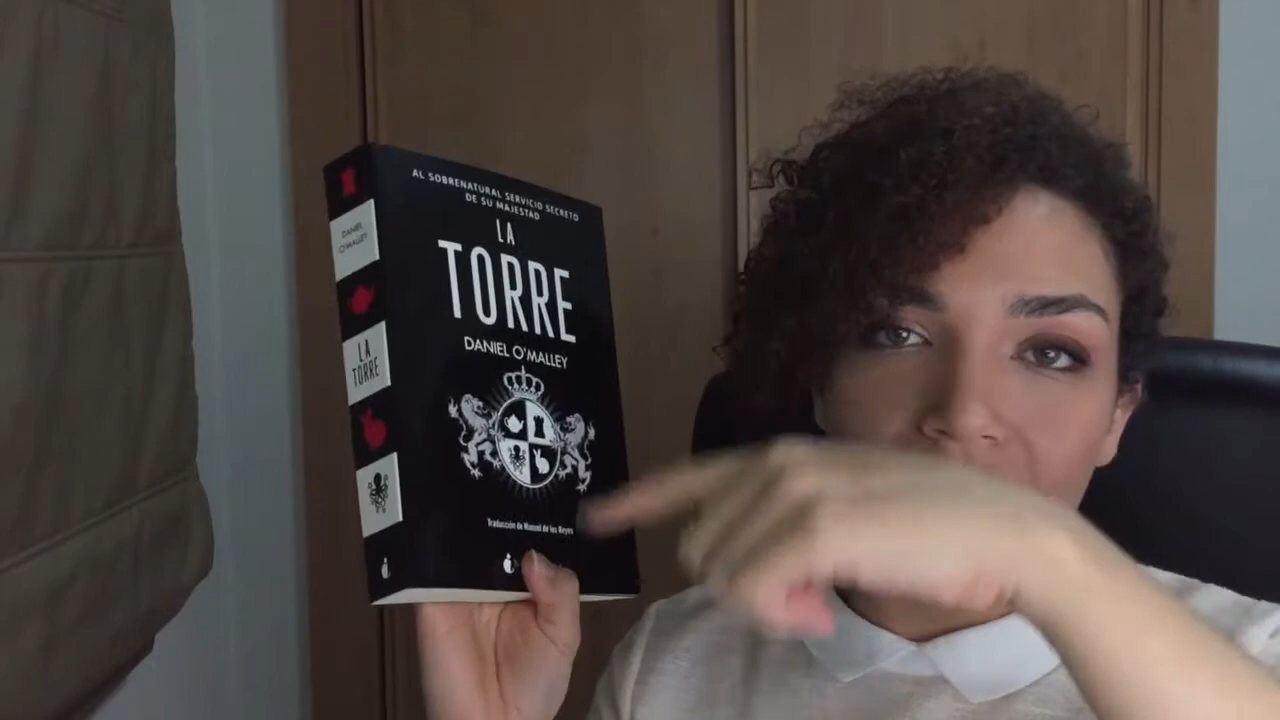 AL SOBRENATURAL SERVICIO SECRETO
DE SU MAJESTAD
LA
TORRE
DANIEL O'MALLEY
Traducción de Manuel de los Reyes
DANIEL
O'MALLEY
LA
TORRE